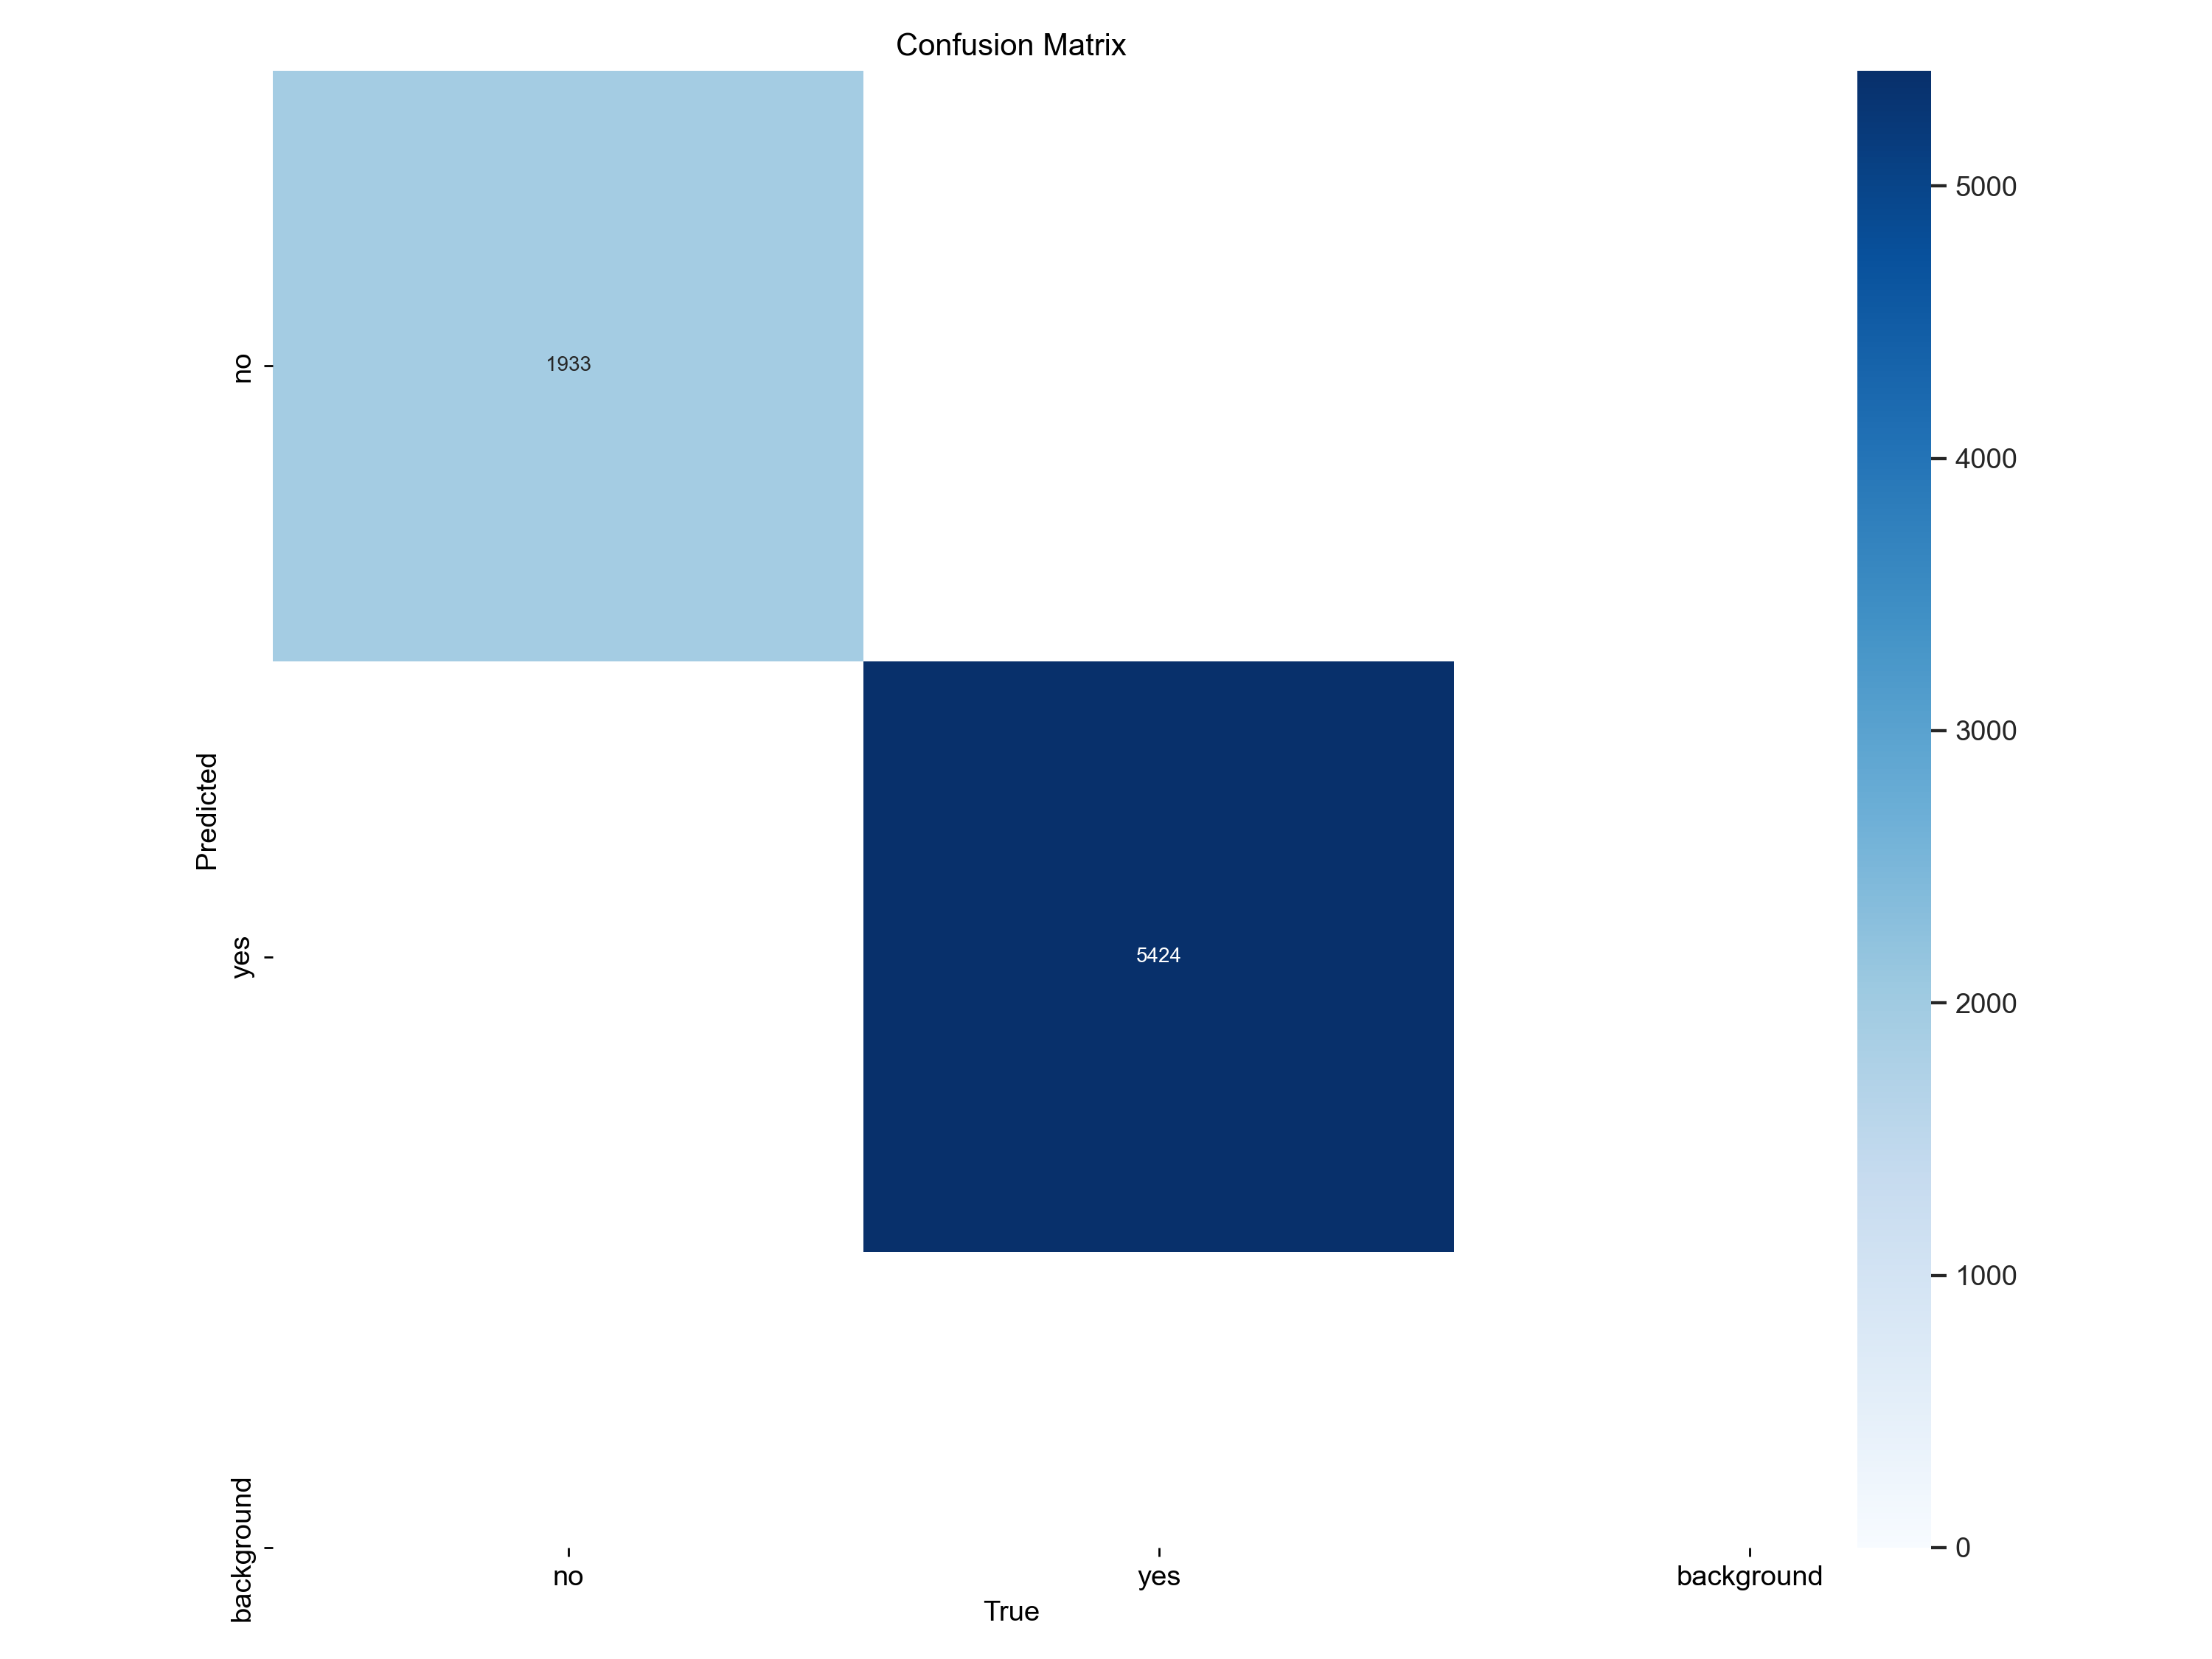 Confusion Matrix
Predicted
no
yes
background
1933
5424
no
yes
background
True
5000
4000
3000
2000
1000
0